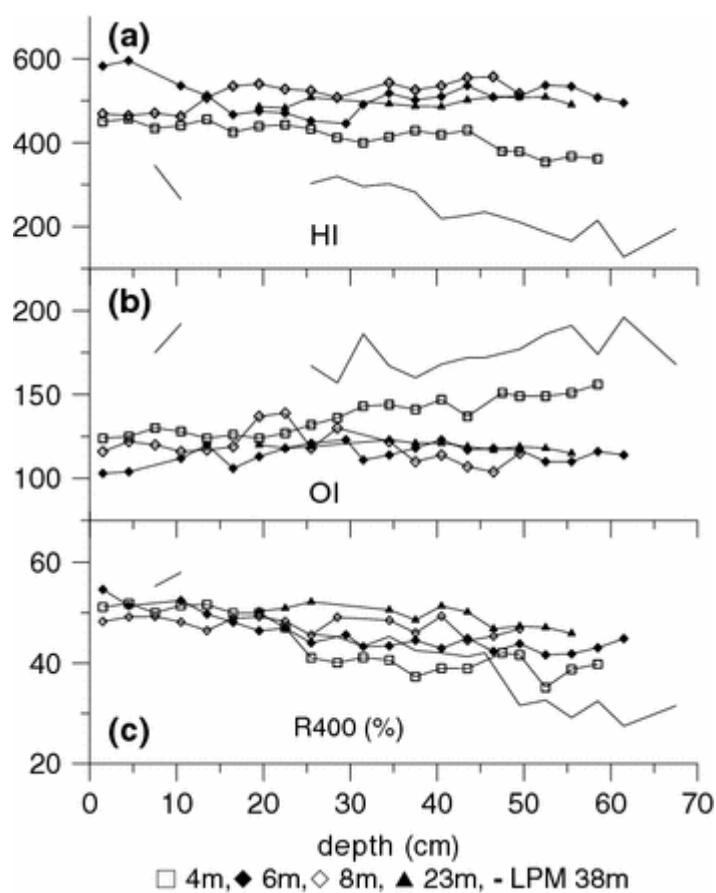 (a)
600
400
200
HI
(b)
200
150
100
OI
60
40
20
(c)
R400 (%)
0 10 20 30 40 50 60 70
depth (cm)
□ 4m, ◆ 6m, ◇ 8m, ▲ 23m, - LPM 38m